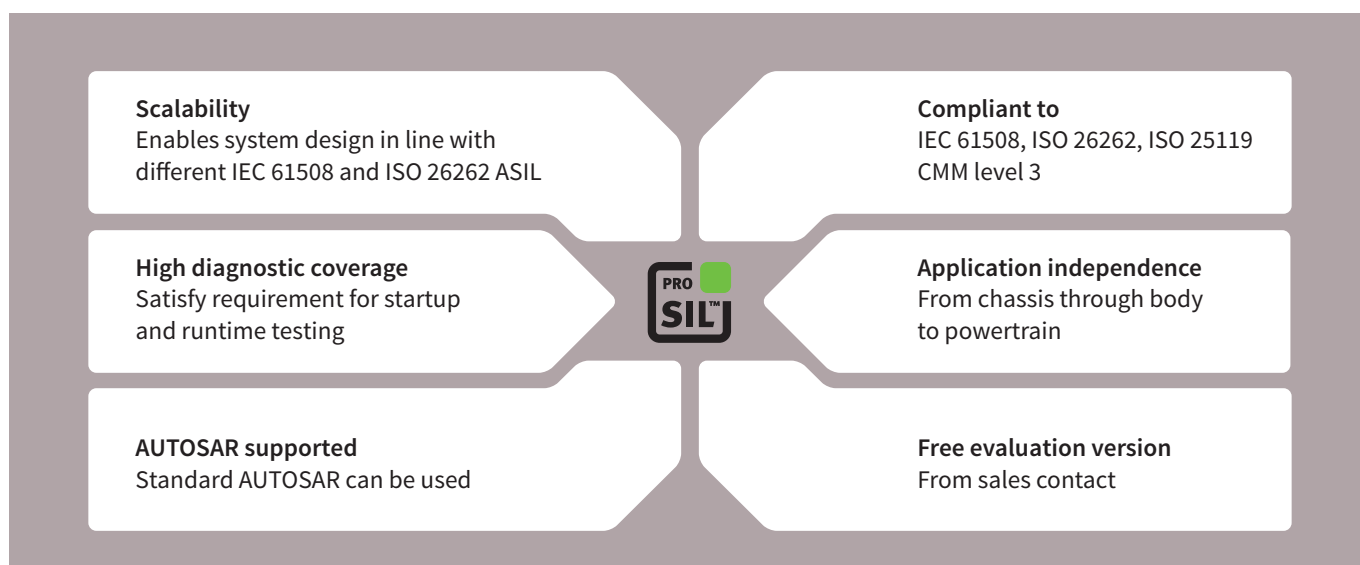 Scalability
Enables system design in line with
different IEC 61508 and ISO 26262 ASIL
High diagnostic coverage
Satisfy requirement for startup
and runtime testing
AUTOSAR supported
Standard AUTOSAR can be used
PRO
SIL™
Compliant to
IEC 61508, ISO 26262, ISO 25119
CMM level 3
Application independence
From chassis through body
to powertrain
Free evaluation version
From sales contact